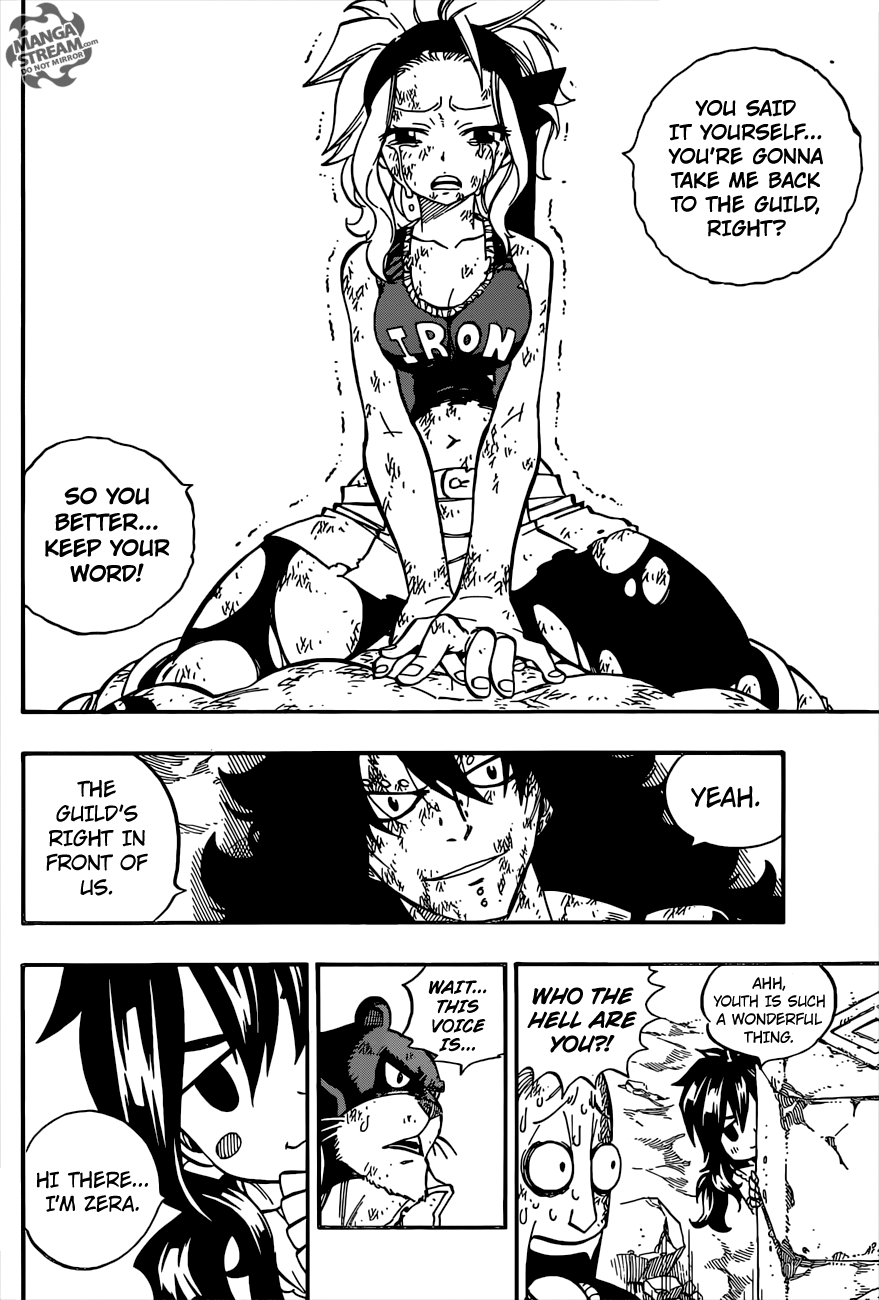 MANGA
STREAM.com
DO NOT MIRROR
YOU SAID
IT YOURSELF...
YOU'RE GONNA
TAKE ME BACK
TO THE GUILD,
RIGHT?
IRON
SO YOU
BETTER...
KEEP YOUR
WORD!
YEAH.
THE
GUILD'S
RIGHT IN
FRONT OF
US.
AHH,
YOUTH IS SUCH
A WONDERFUL
THING.
WHO THE
HELL ARE
YOU?!
WAIT...
THIS
VOICE
IS...
HI THERE...
I'M ZERA.